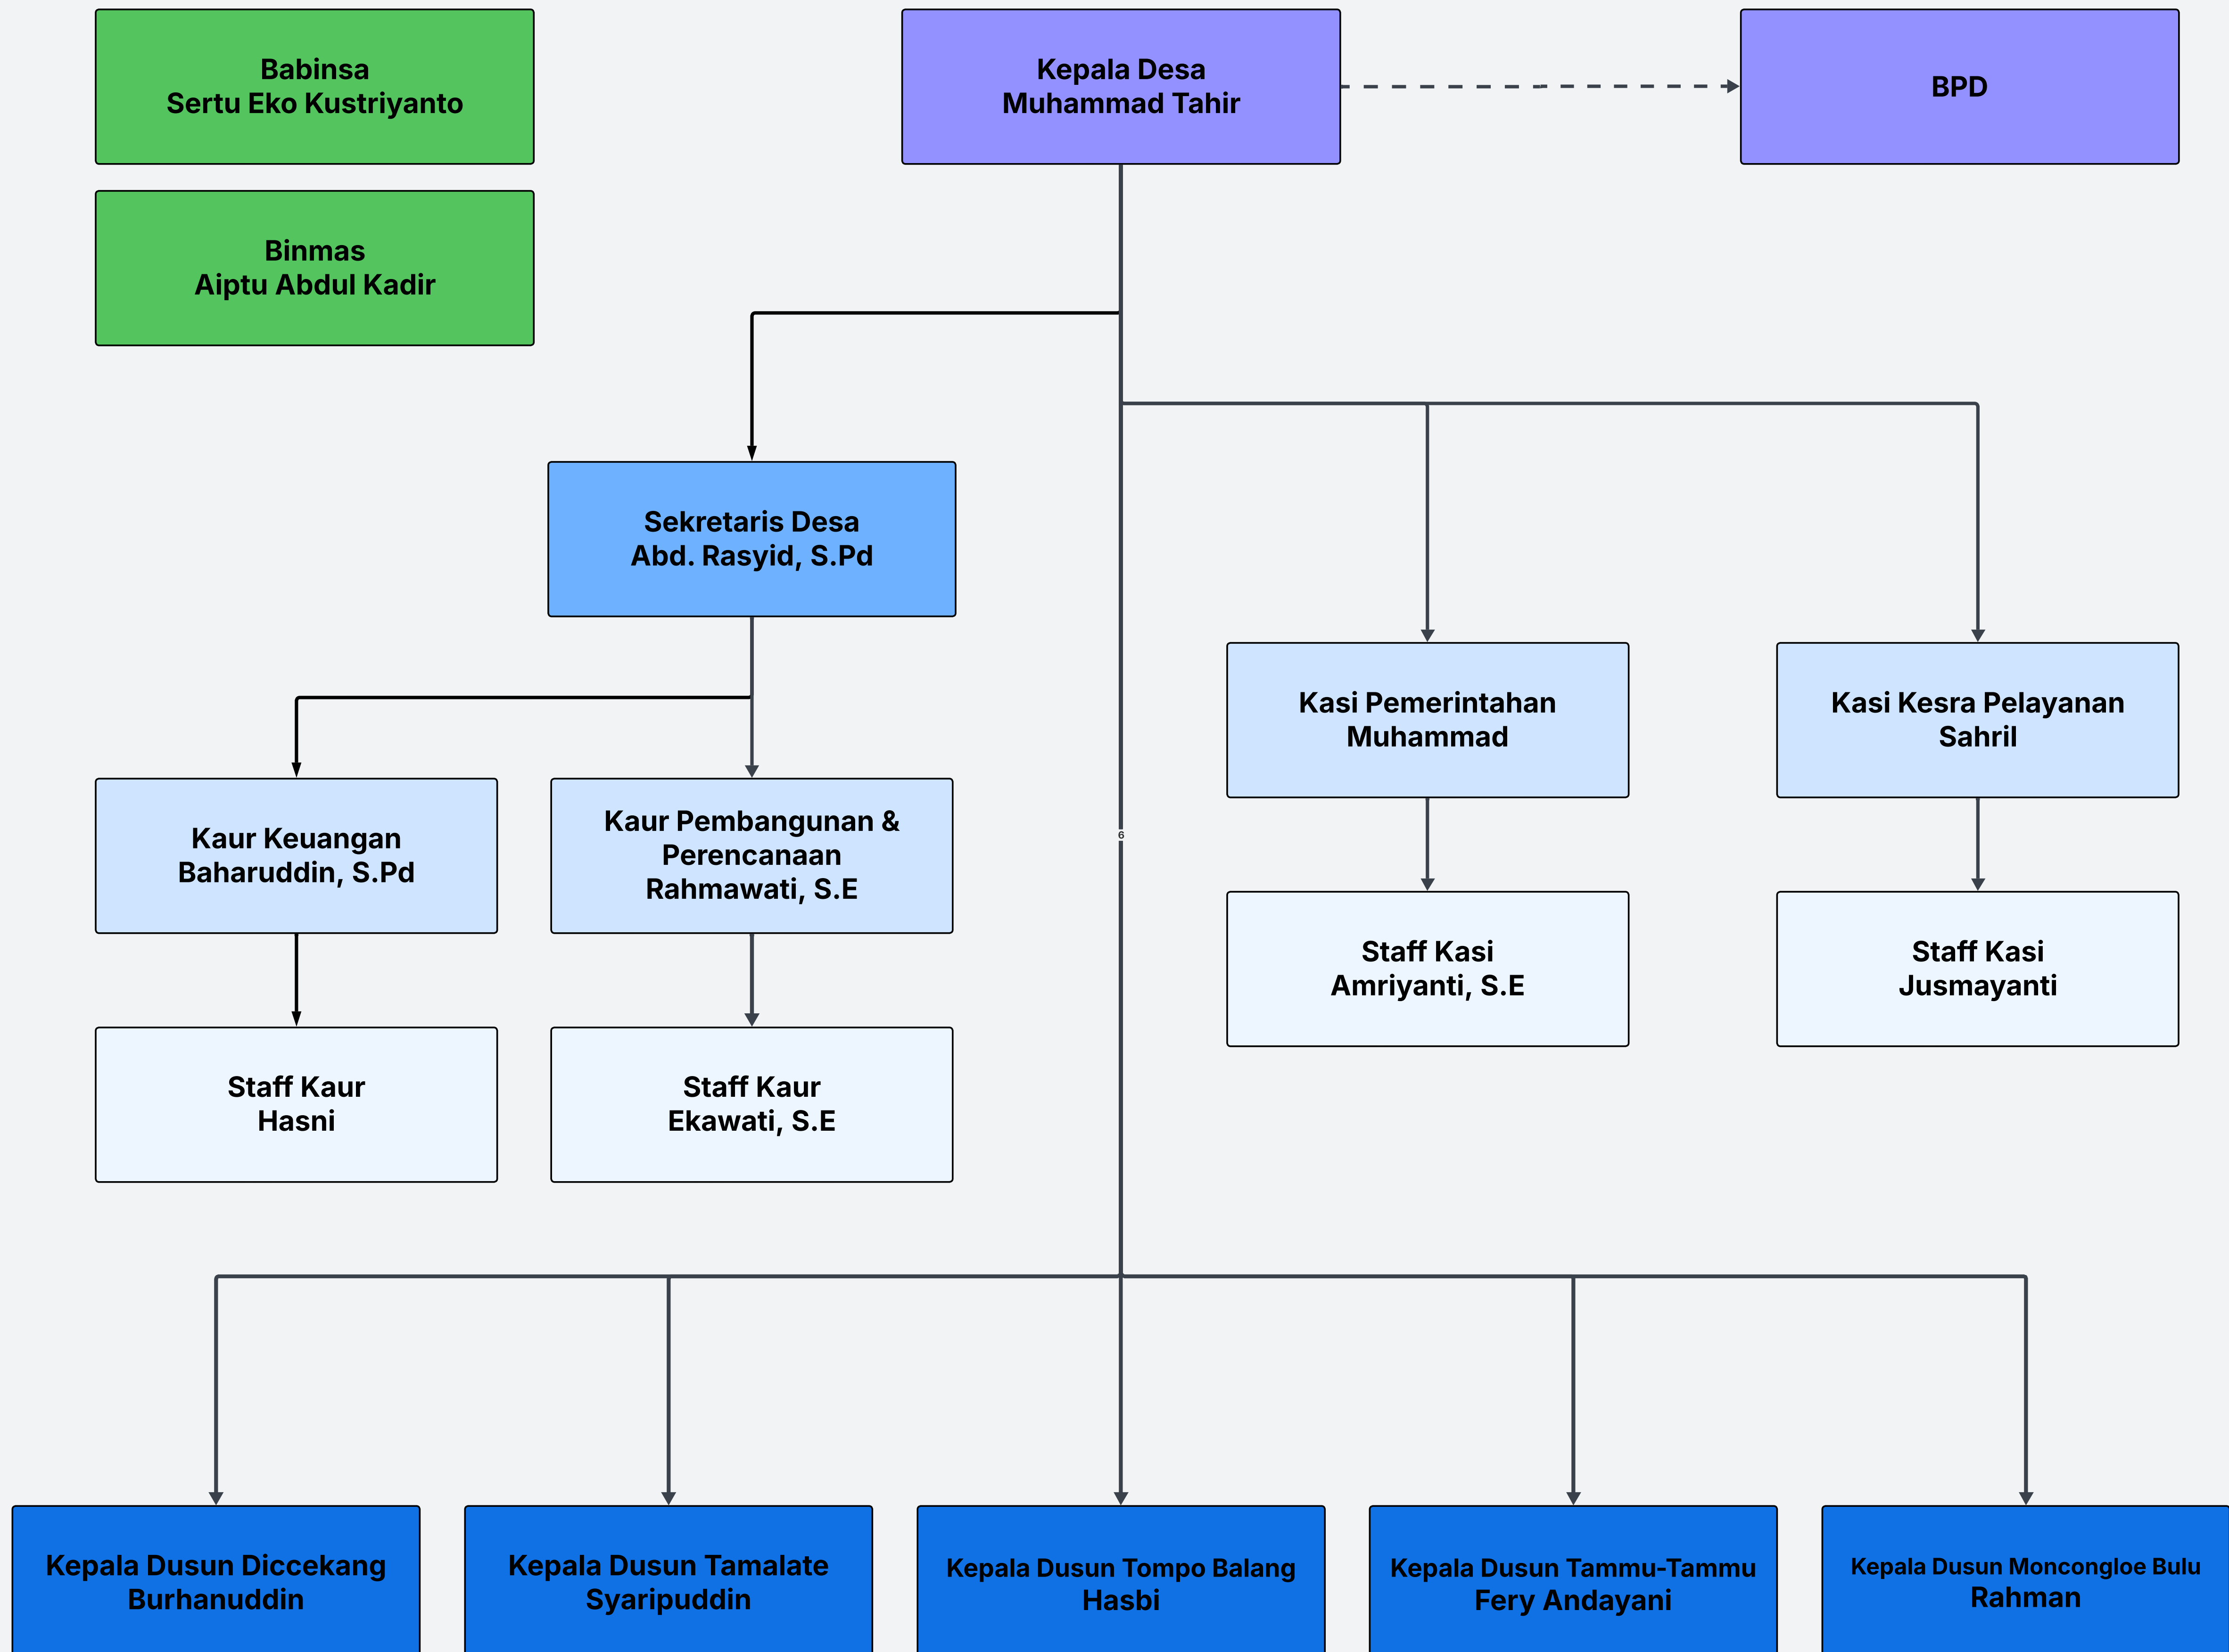 Babinsa
Sertu Eko Kustriyanto
Kepala Desa
Muhammad Tahir
BPD
Binmas
Aiptu Abdul Kadir
Sekretaris Desa
Abd. Rasyid, S.Pd
Kasi Pemerintahan
Muhammad
Kasi Kesra Pelayanan
Sahril
Kaur Keuangan
Baharuddin, S.Pd
Kaur Pembangunan &
Perencanaan
Rahmawati, S.E
6
Staff Kasi
Amriyanti, S.E
Staff Kasi
Jusmayanti
Staff Kaur
Hasni
Staff Kaur
Ekawati, S.E
Kepala Dusun Diccekang
Burhanuddin
Kepala Dusun Tamalate
Syaripuddin
Kepala Dusun Tompo Balang
Hasbi
Kepala Dusun Tammu-Tammu
Fery Andayani
Kepala Dusun Moncongloe Bulu
Rahman